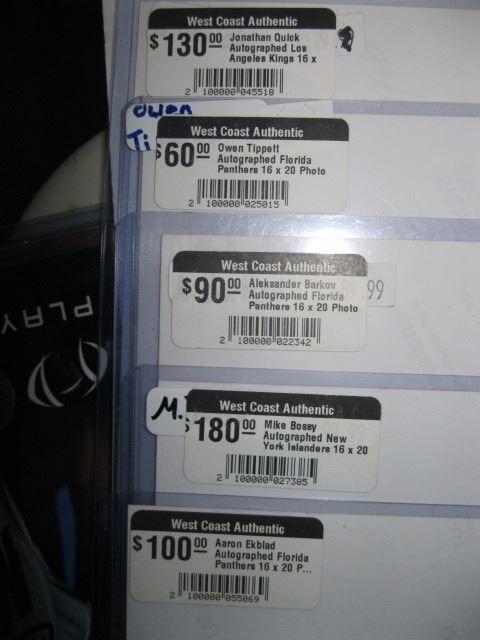 West Coast Authentic
$130 00 Jonathan Quick
Autographed Los
Angeles Kings 16 x
2 100000 045518
Owen
Ti
West Coast Authentic
$60 00 Owen Tippett
Autographed Florida
Panthers 16 x 20 Photo
2 100000 025015
West Coast Authentic
$90 00 Aleksander Barkov
Autographed Florida
Panthers 16 x 20 Photo
2 100000 022342
99
M.
West Coast Authentic
$180 00 Mike Bossy
Autographed New
York Islanders 16 x 20
2 100000 027385
West Coast Authentic
$100 00 Aaron Ekblad
Autographed Florida
Panthers 16 x 20 P...
2 100000 055869
PLAY